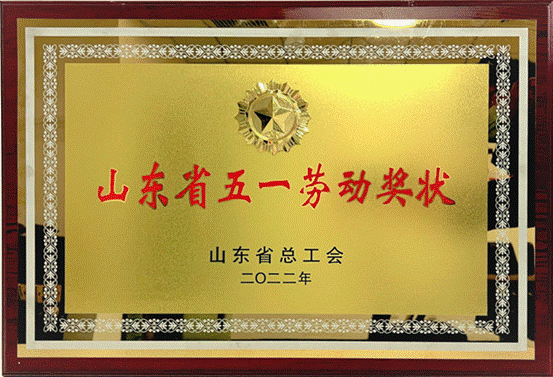 山东省五一劳动奖状
山东省总工会
二〇二二年